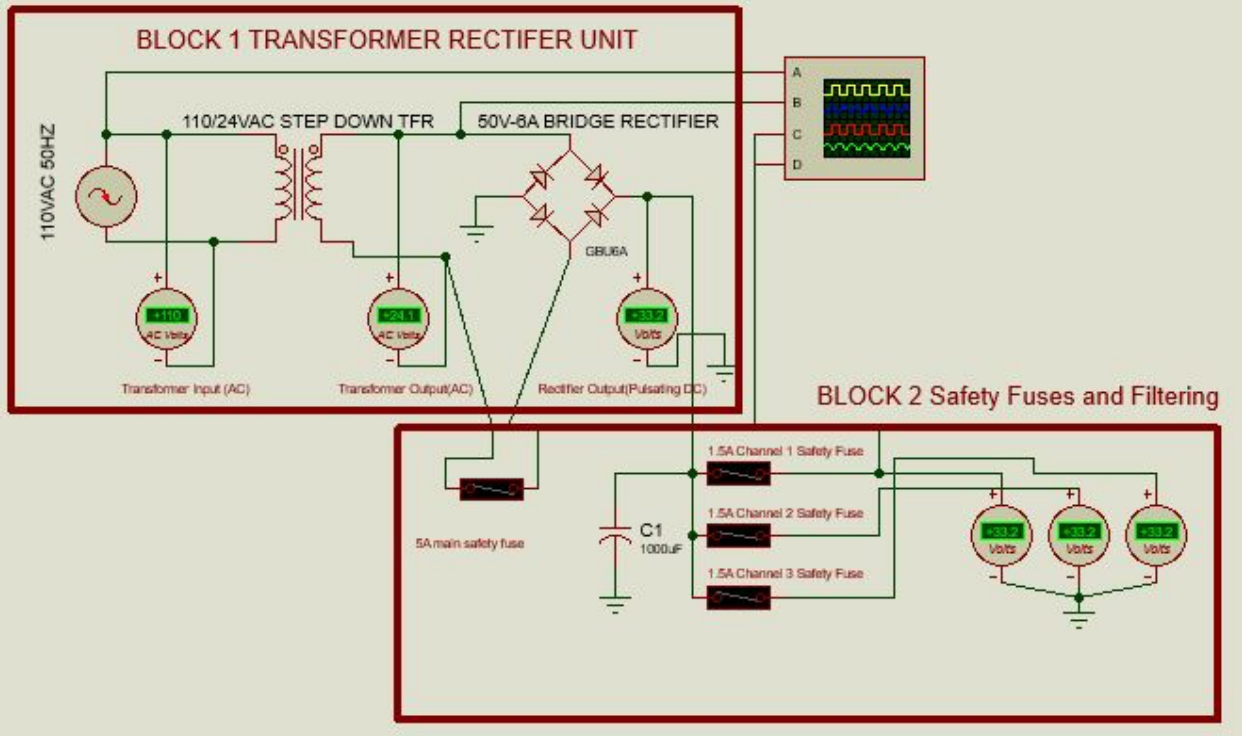 BLOCK 1 TRANSFORMER RECTIFER UNIT
A
B
C
D
110/24VAC STEP DOWN TFR
50V-6A BRIDGE RECTIFIER
110VAC 50HZ
GBU6A
+110
AC Volts
+24.1
AC Volts
+33.2
Volts
Transformer Input (AC)
Transformer Output(AC)
Rectifier Output(Pulsating DC)
BLOCK 2 Safety Fuses and Filtering
1.5A Channel 1 Safety Fuse
1.5A Channel 2 Safety Fuse
1.5A Channel 3 Safety Fuse
5A main safety fuse
C1
1000uF
+33.2
Volts
+33.2
Volts
+33.2
Volts